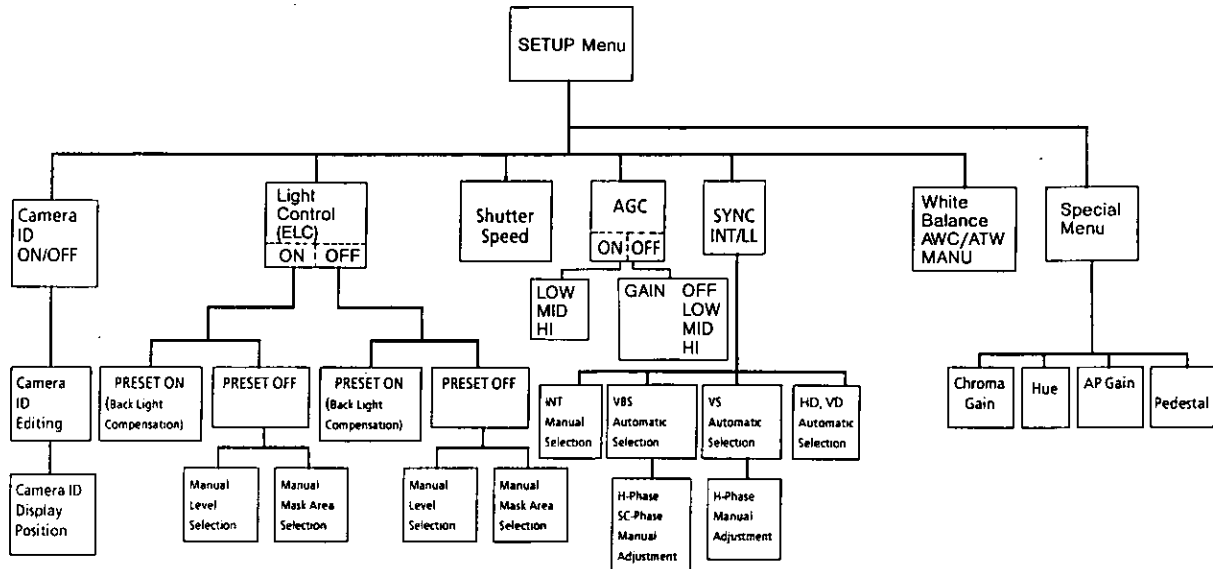 SETUP Menu
Camera
ID
ON/OFF
Light
Control
(ELC)
ON OFF
Shutter
Speed
AGC
ON OFF
SYNC
INT/LL
White
Balance
AWC/ATW
MANU
Special
Menu
LOW
MID
HI
GAIN OFF
LOW
MID
HI
Camera
ID
Editing
PRESET ON
(Back Light
Compensation)
PRESET OFF
PRESET ON
(Back Light
Compensation)
PRESET OFF
INT
Manual
Selection
VBS
Automatic
Selection
VS
Automatic
Selection
HD, VD
Automatic
Selection
Chroma
Gain
Hue
AP Gain
Pedestal
Camera ID
Display
Position
Manual
Level
Selection
Manual
Mask Area
Selection
Manual
Level
Selection
Manual
Mask Area
Selection
H-Phase
SC-Phase
Manual
Adjustment
H-Phase
Manual
Adjustment